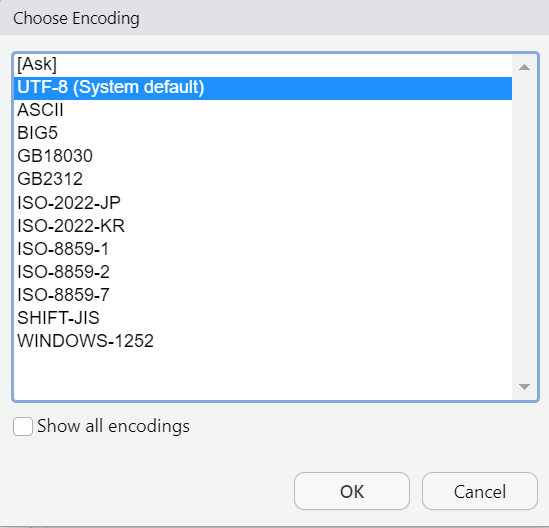 Choose Encoding
[Ask]
UTF-8 (System default)
ASCII
BIG5
GB18030
GB2312
ISO-2022-JP
ISO-2022-KR
ISO-8859-1
ISO-8859-2
ISO-8859-7
SHIFT-JIS
WINDOWS-1252
Show all encodings
OK Cancel